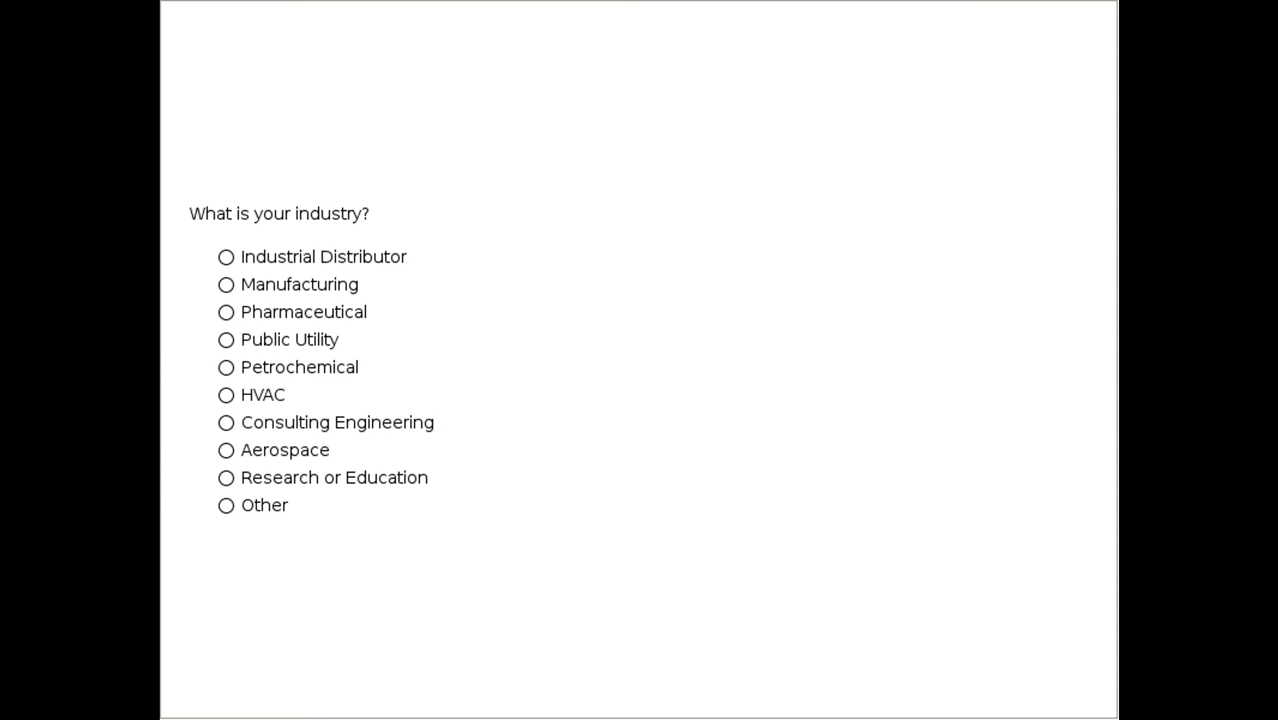 What is your industry?
Industrial Distributor
Manufacturing
Pharmaceutical
Public Utility
Petrochemical
HVAC
Consulting Engineering
Aerospace
Research or Education
Other